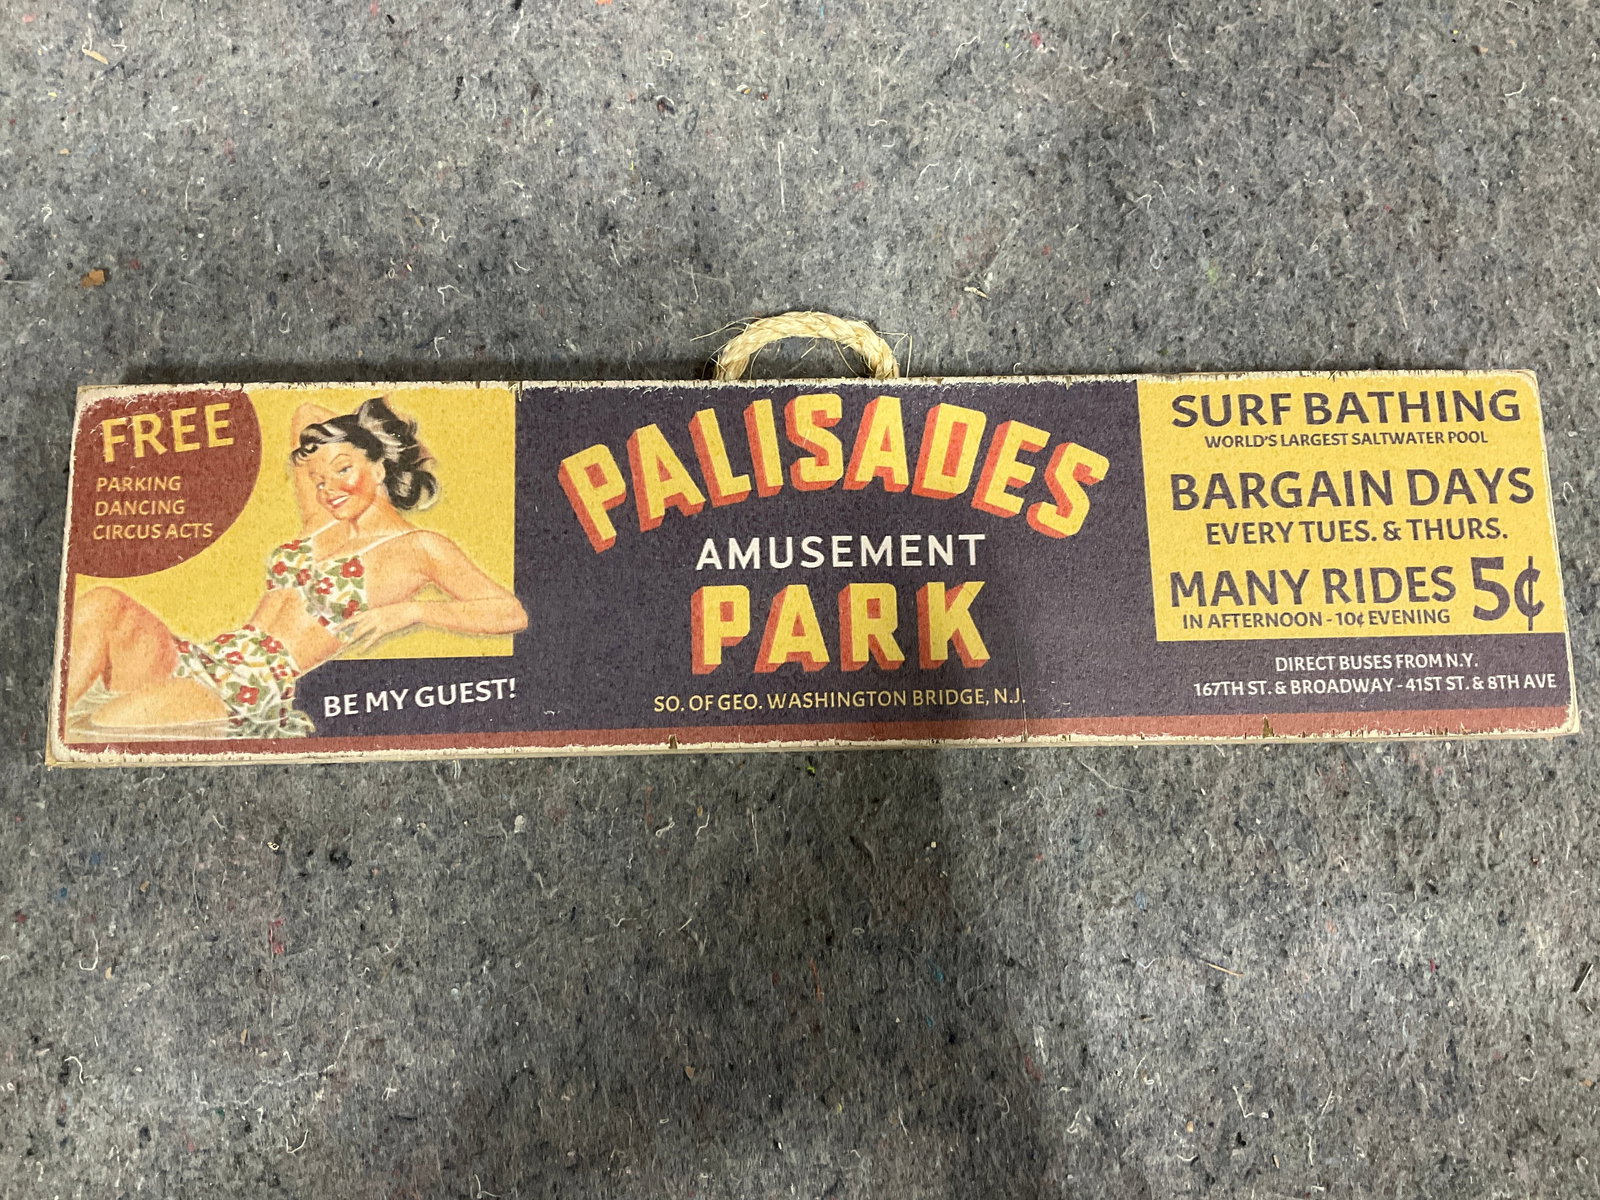 FREE
PARKING
DANCING
CIRCUS ACTS
BE MY GUEST!
PALISADES
AMUSEMENT
PARK
SO. OF GEO. WASHINGTON BRIDGE, N.J.
SURF BATHING
WORLD'S LARGEST SALTWATER POOL
BARGAIN DAYS
EVERY TUES. & THURS.
MANY RIDES 5¢
IN AFTERNOON - 10¢ EVENING
DIRECT BUSES FROM N.Y.
167TH ST. & BROADWAY - 41ST ST. & 8TH AVE